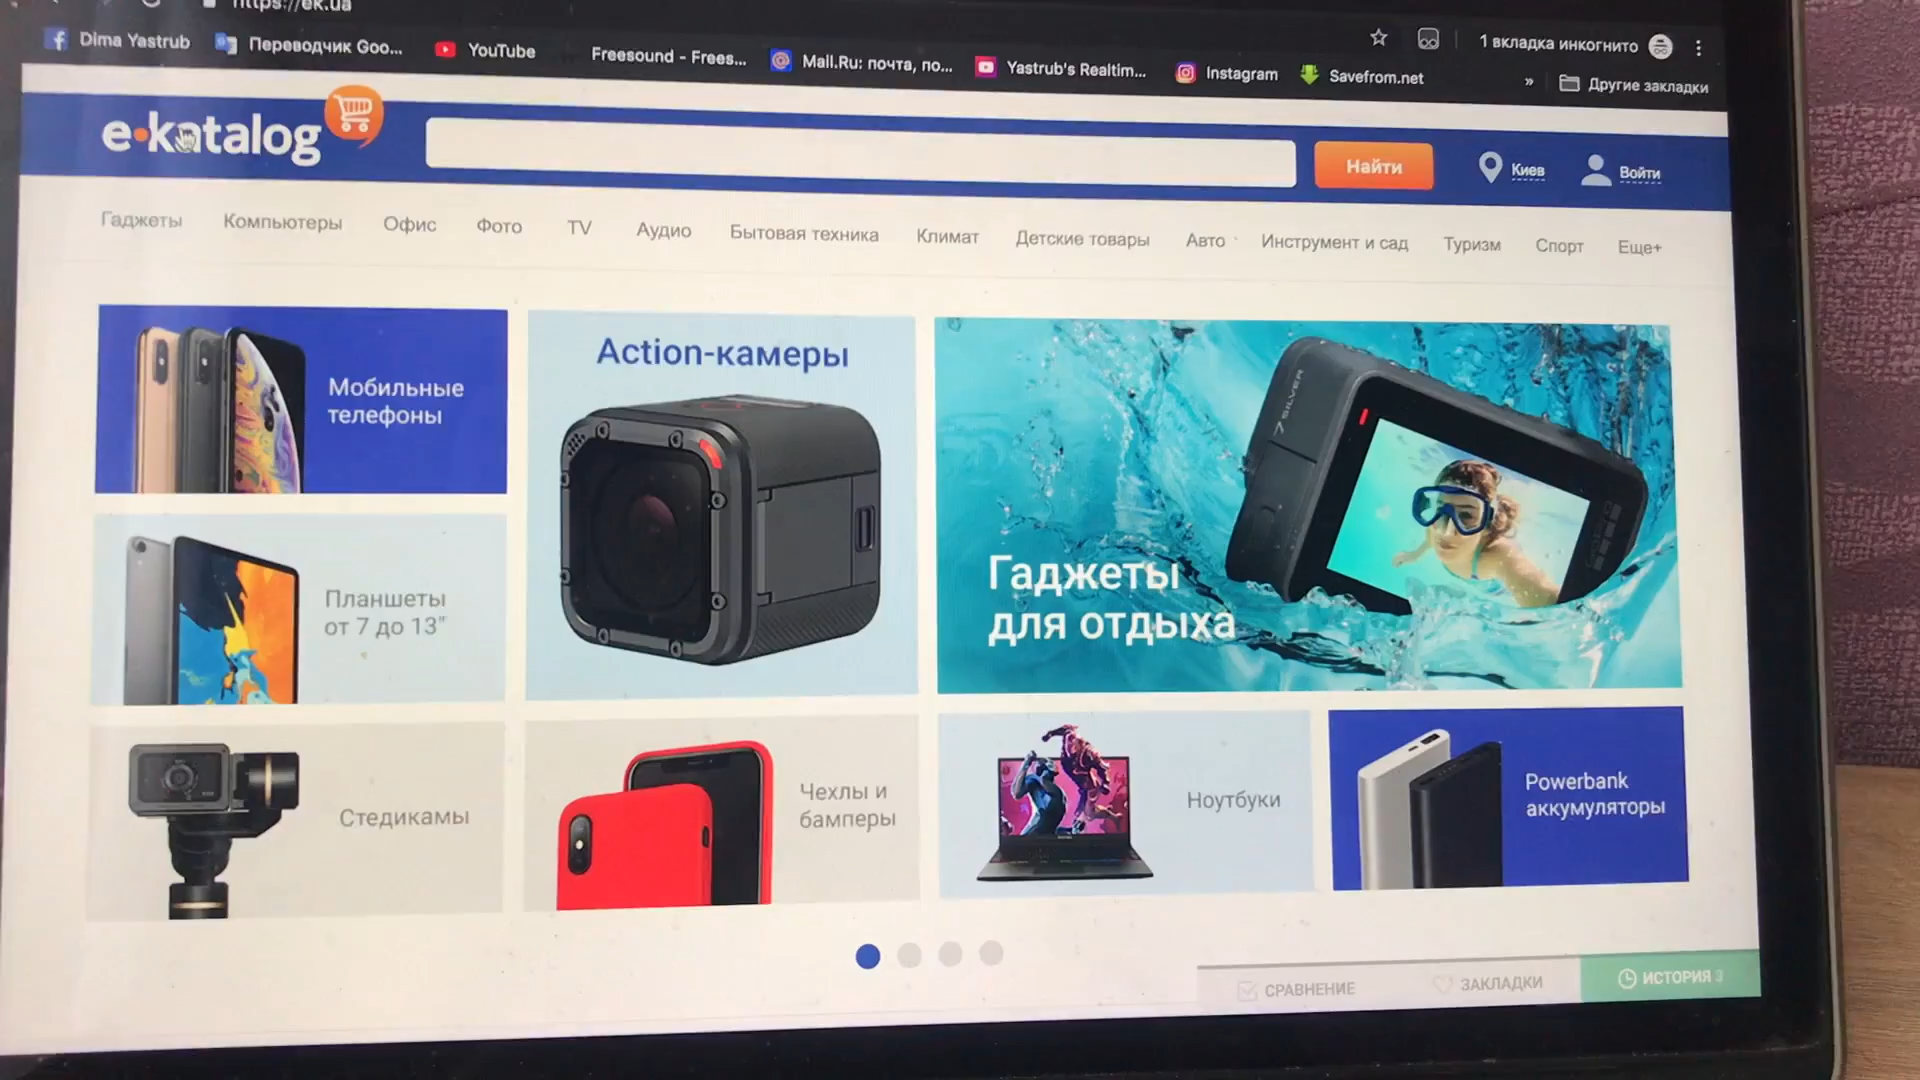 https://ek.ua
Dima Yastrub
Переводчик Goo...
YouTube
Freesound - Frees...
Mail.Ru: почта, по...
Yastrub's Realtim...
Instagram
Savefrom.net
1 вкладка инкогнито
»
Другие закладки
e·katalog
Найти
Киев
Войти
Гаджеты
Компьютеры
Офис
Фото
TV
Аудио
Бытовая техника
Климат
Детские товары
Авто
Инструмент и сад
Туризм
Спорт
Еще+
Мобильные
телефоны
Action-камеры
7 SILVER
Гаджеты
для отдыха
Планшеты
от 7 до 13"
Стедикамы
Чехлы и
бамперы
Ноутбуки
Powerbank
аккумуляторы
СРАВНЕНИЕ
ЗАКЛАДКИ
ИСТОРИЯ 3